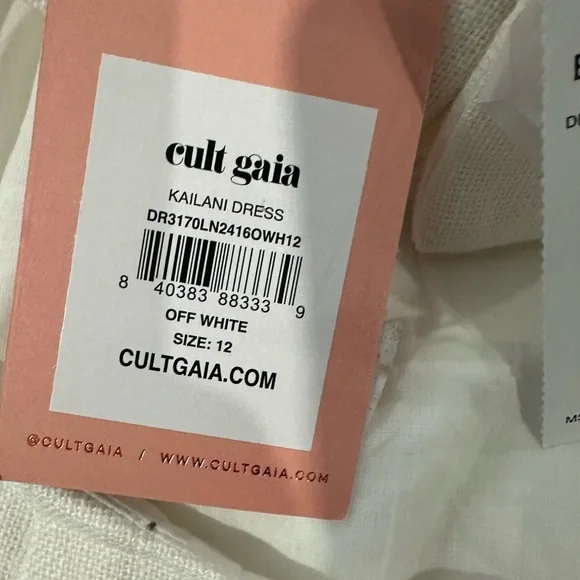 cult gaia
KAILANI DRESS
DR3170LN2416OWH12
8 40383 88333 9
OFF WHITE
SIZE: 12
CULTGAIA.COM
@CULTGAIA / WWW.CULTGAIA.COM